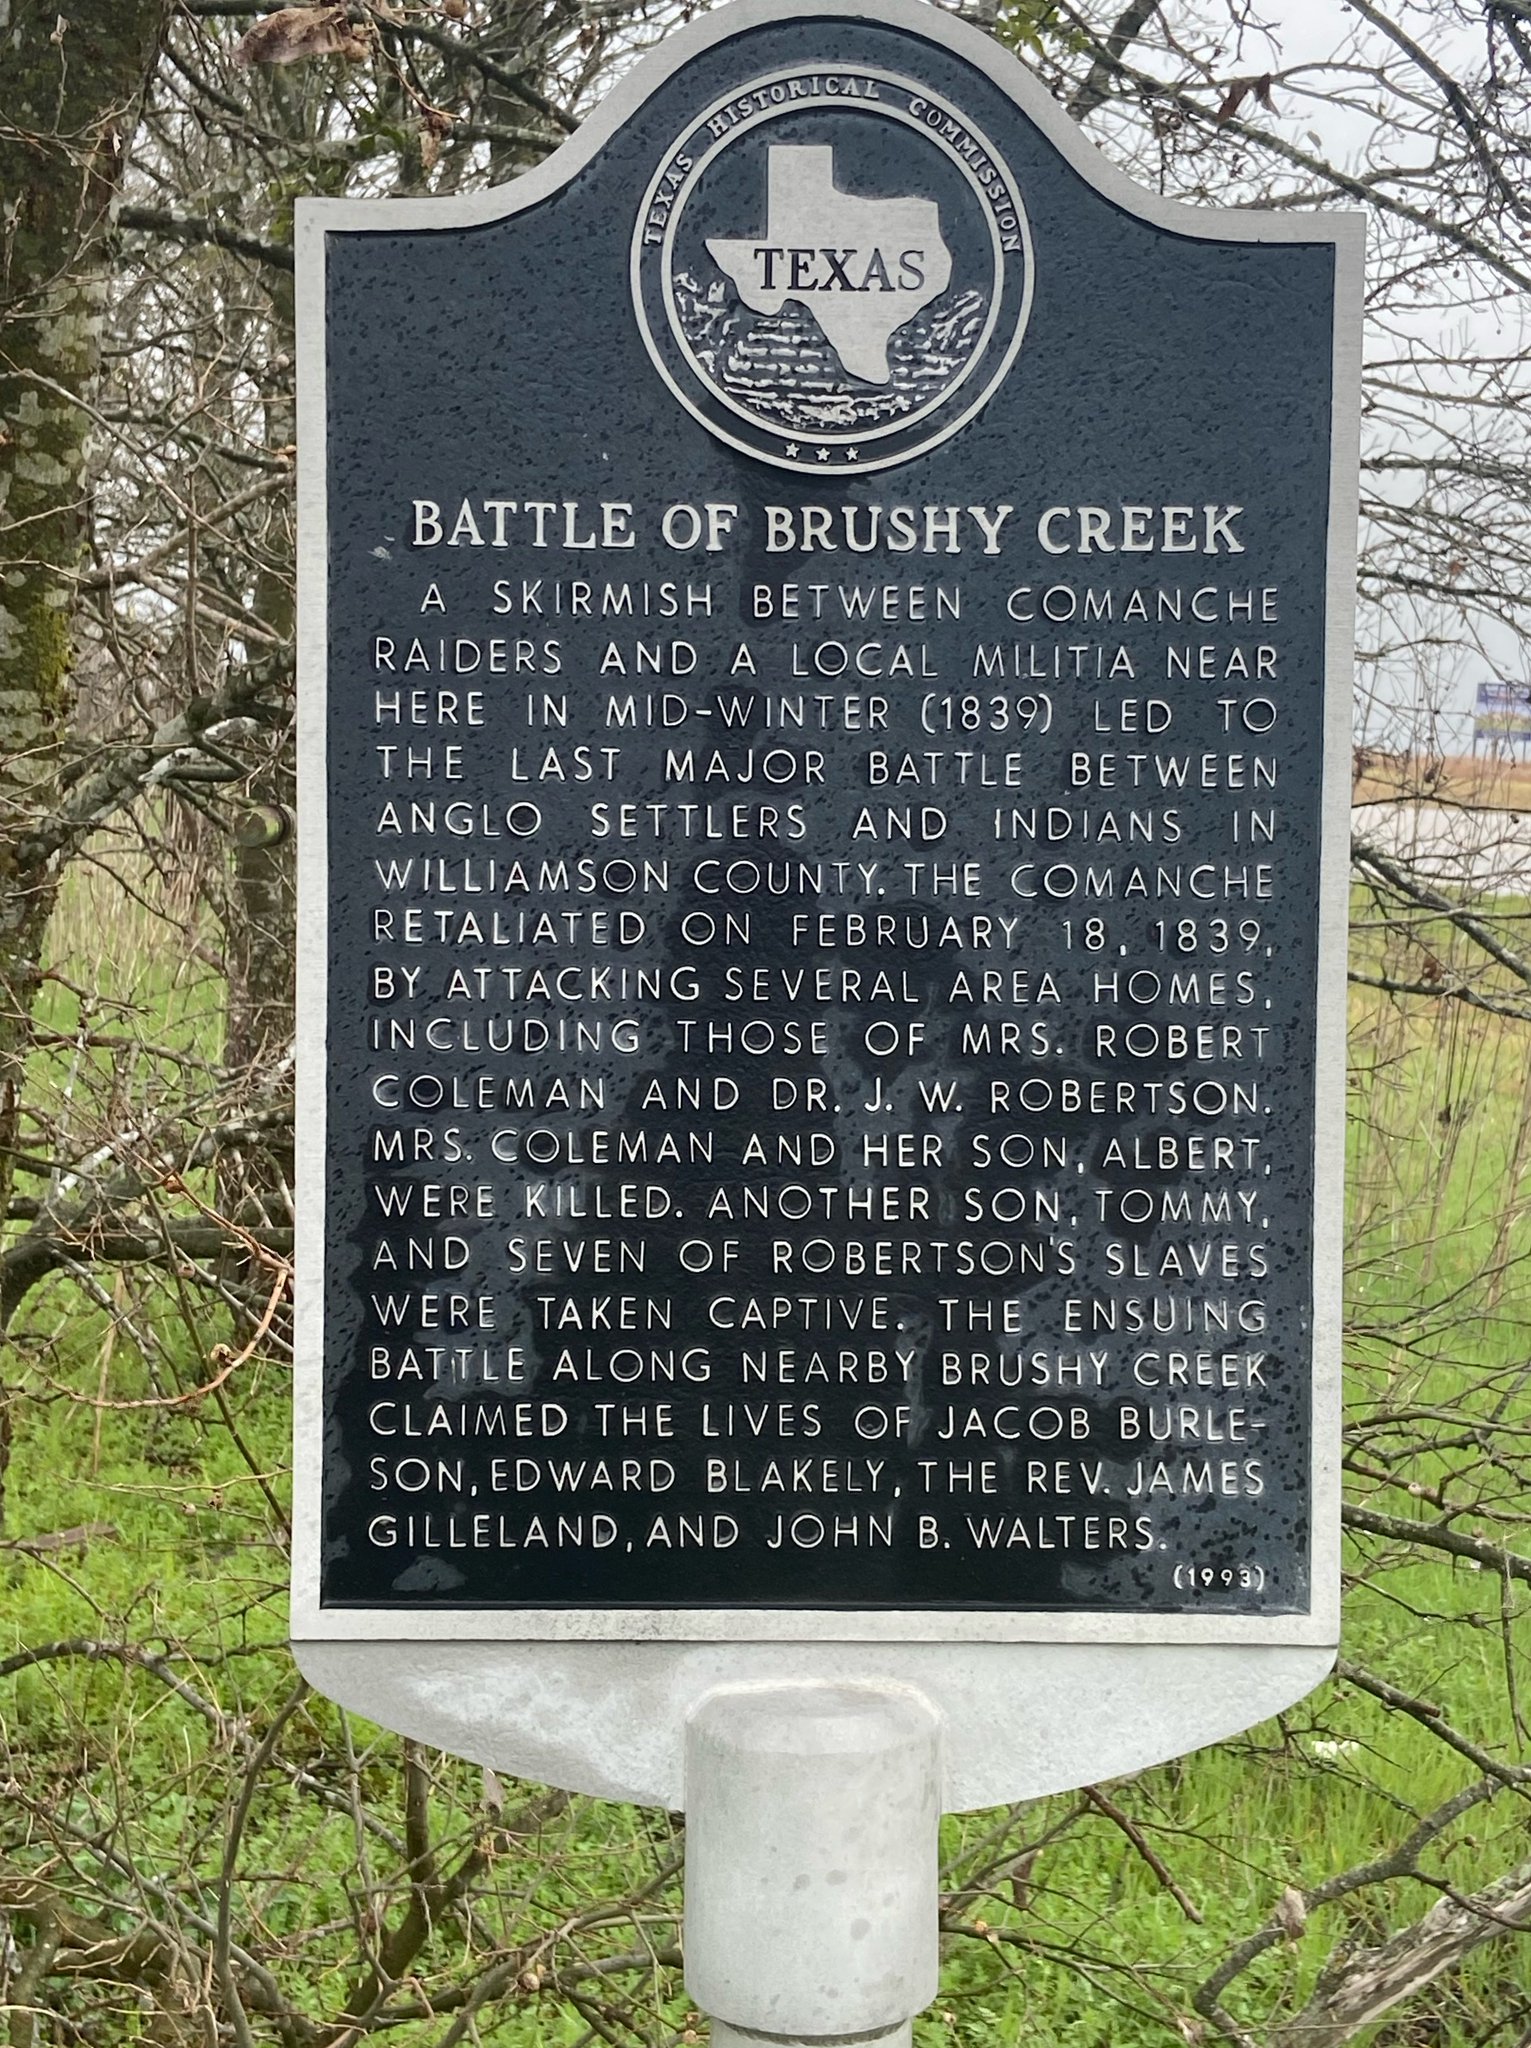 TEXAS HISTORICAL COMMISSION
TEXAS
BATTLE OF BRUSHY CREEK
A SKIRMISH BETWEEN COMANCHE
RAIDERS AND A LOCAL MILITIA NEAR
HERE IN MID-WINTER (1839) LED TO
THE LAST MAJOR BATTLE BETWEEN
ANGLO SETTLERS AND INDIANS IN
WILLIAMSON COUNTY. THE COMANCHE
RETALIATED ON FEBRUARY 18, 1839,
BY ATTACKING SEVERAL AREA HOMES,
INCLUDING THOSE OF MRS. ROBERT
COLEMAN AND DR. J. W. ROBERTSON.
MRS. COLEMAN AND HER SON, ALBERT,
WERE KILLED. ANOTHER SON, TOMMY,
AND SEVEN OF ROBERTSON'S SLAVES
WERE TAKEN CAPTIVE. THE ENSUING
BATTLE ALONG NEARBY BRUSHY CREEK
CLAIMED THE LIVES OF JACOB BURLE-
SON, EDWARD BLAKELY, THE REV. JAMES
GILLELAND, AND JOHN B. WALTERS.
(1993)